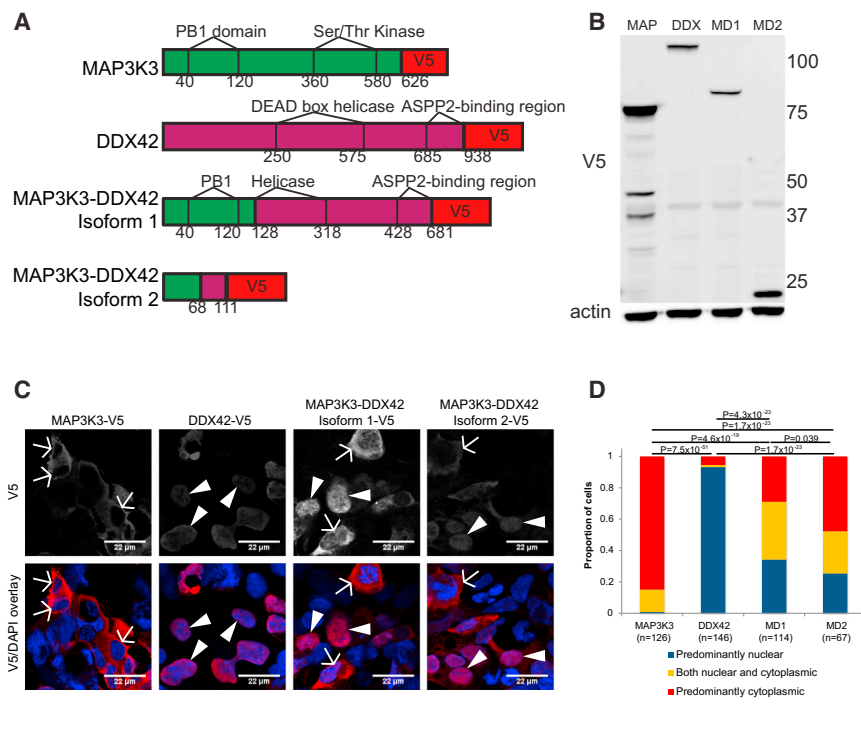 A
PB1 domain Ser/Thr Kinase
MAP3K3 V5
40 120 360 580 626
DEAD box helicase ASPP2-binding region
DDX42 V5
250 575 685 938
PB1 Helicase ASPP2-binding region
MAP3K3-DDX42
Isoform 1
V5
40 120 128 318 428 681
MAP3K3-DDX42
Isoform 2
V5
68 111
B
MAP DDX MD1 MD2
100
75
V5
50
37
25
actin
C
MAP3K3-V5
DDX42-V5
MAP3K3-DDX42
Isoform 1-V5
MAP3K3-DDX42
Isoform 2-V5
V5
22 µm 22 µm 22 µm 22 µm
V5/DAPI overlay
22 µm 22 µm 22 µm 22 µm
D
P=4.3x10⁻²³
P=1.7x10⁻²³
P=4.6x10⁻¹⁹ P=0.039
P=7.5x10⁻⁵¹ P=1.7x10⁻²³
Proportion of cells
1
0.8
0.6
0.4
0.2
0
MAP3K3 DDX42 MD1 MD2
(n=126) (n=146) (n=114) (n=67)
Predominantly nuclear
Both nuclear and cytoplasmic
Predominantly cytoplasmic